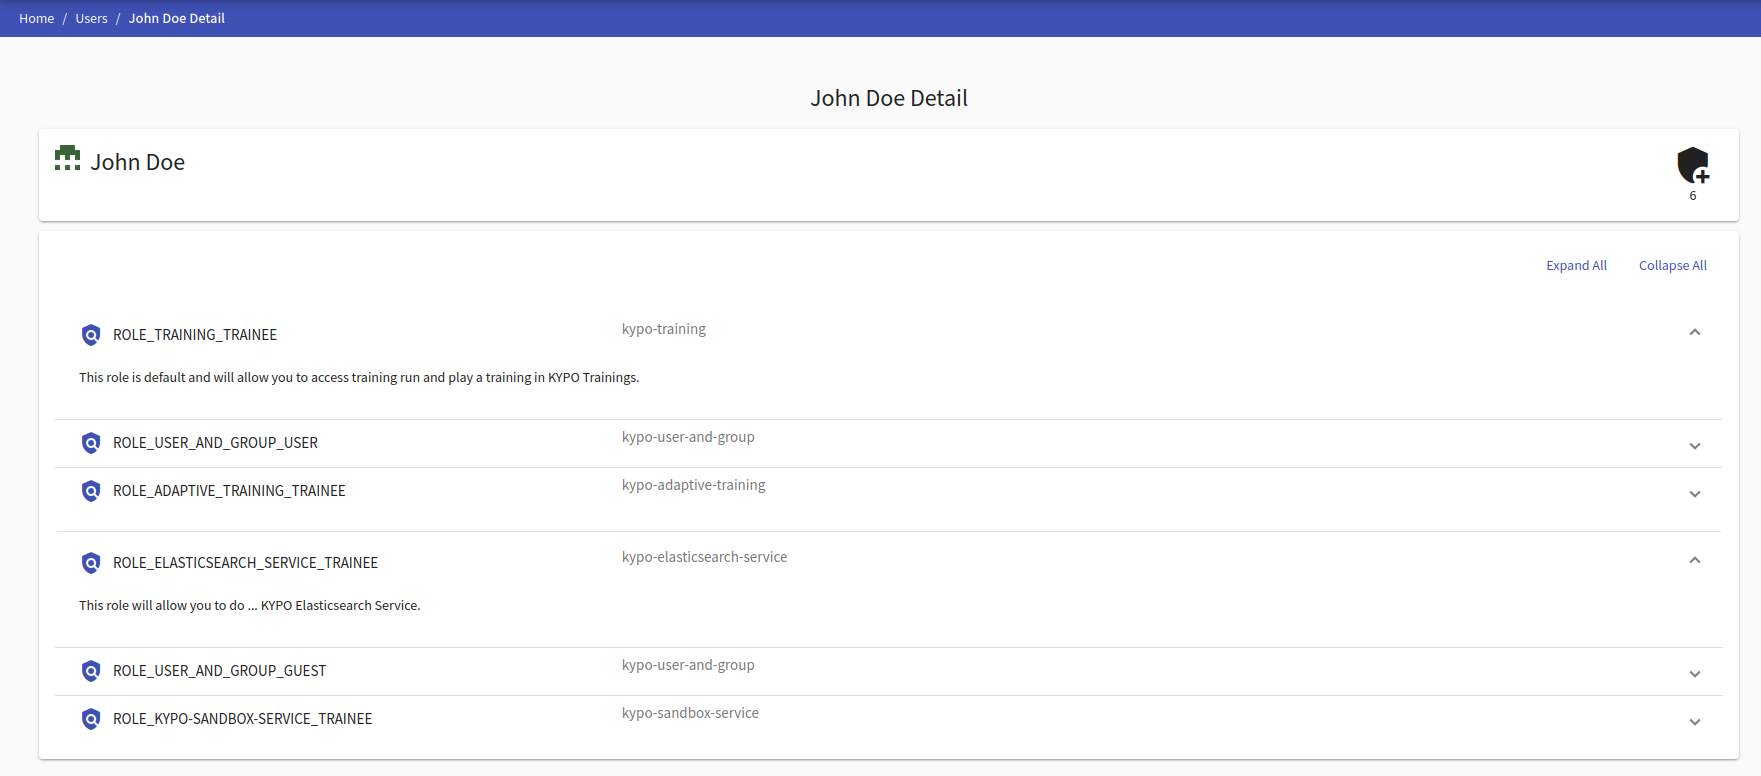 Home / Users / John Doe Detail
John Doe Detail
John Doe
6
Expand All Collapse All
ROLE_TRAINING_TRAINEE kypo-training
This role is default and will allow you to access training run and play a training in KYPO Trainings.
ROLE_USER_AND_GROUP_USER kypo-user-and-group
ROLE_ADAPTIVE_TRAINING_TRAINEE kypo-adaptive-training
ROLE_ELASTICSEARCH_SERVICE_TRAINEE kypo-elasticsearch-service
This role will allow you to do ... KYPO Elasticsearch Service.
ROLE_USER_AND_GROUP_GUEST kypo-user-and-group
ROLE_KYPO-SANDBOX-SERVICE_TRAINEE kypo-sandbox-service